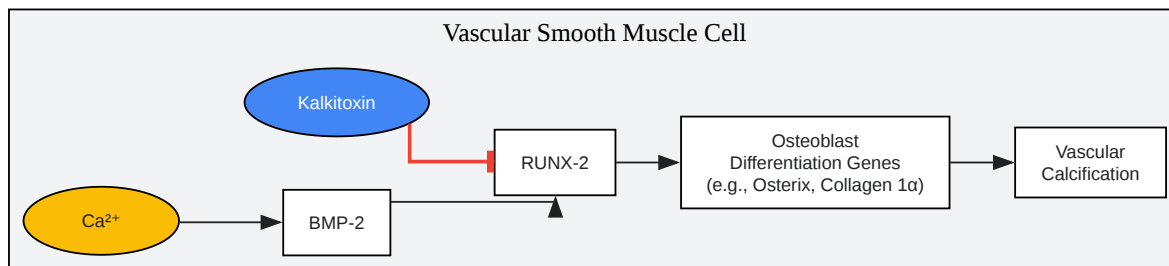 Vascular Smooth Muscle Cell
Kalkitoxin
RUNX-2
Osteoblast
Differentiation Genes
(e.g., Osterix, Collagen 1α)
Vascular
Calcification
Ca²⁺
BMP-2